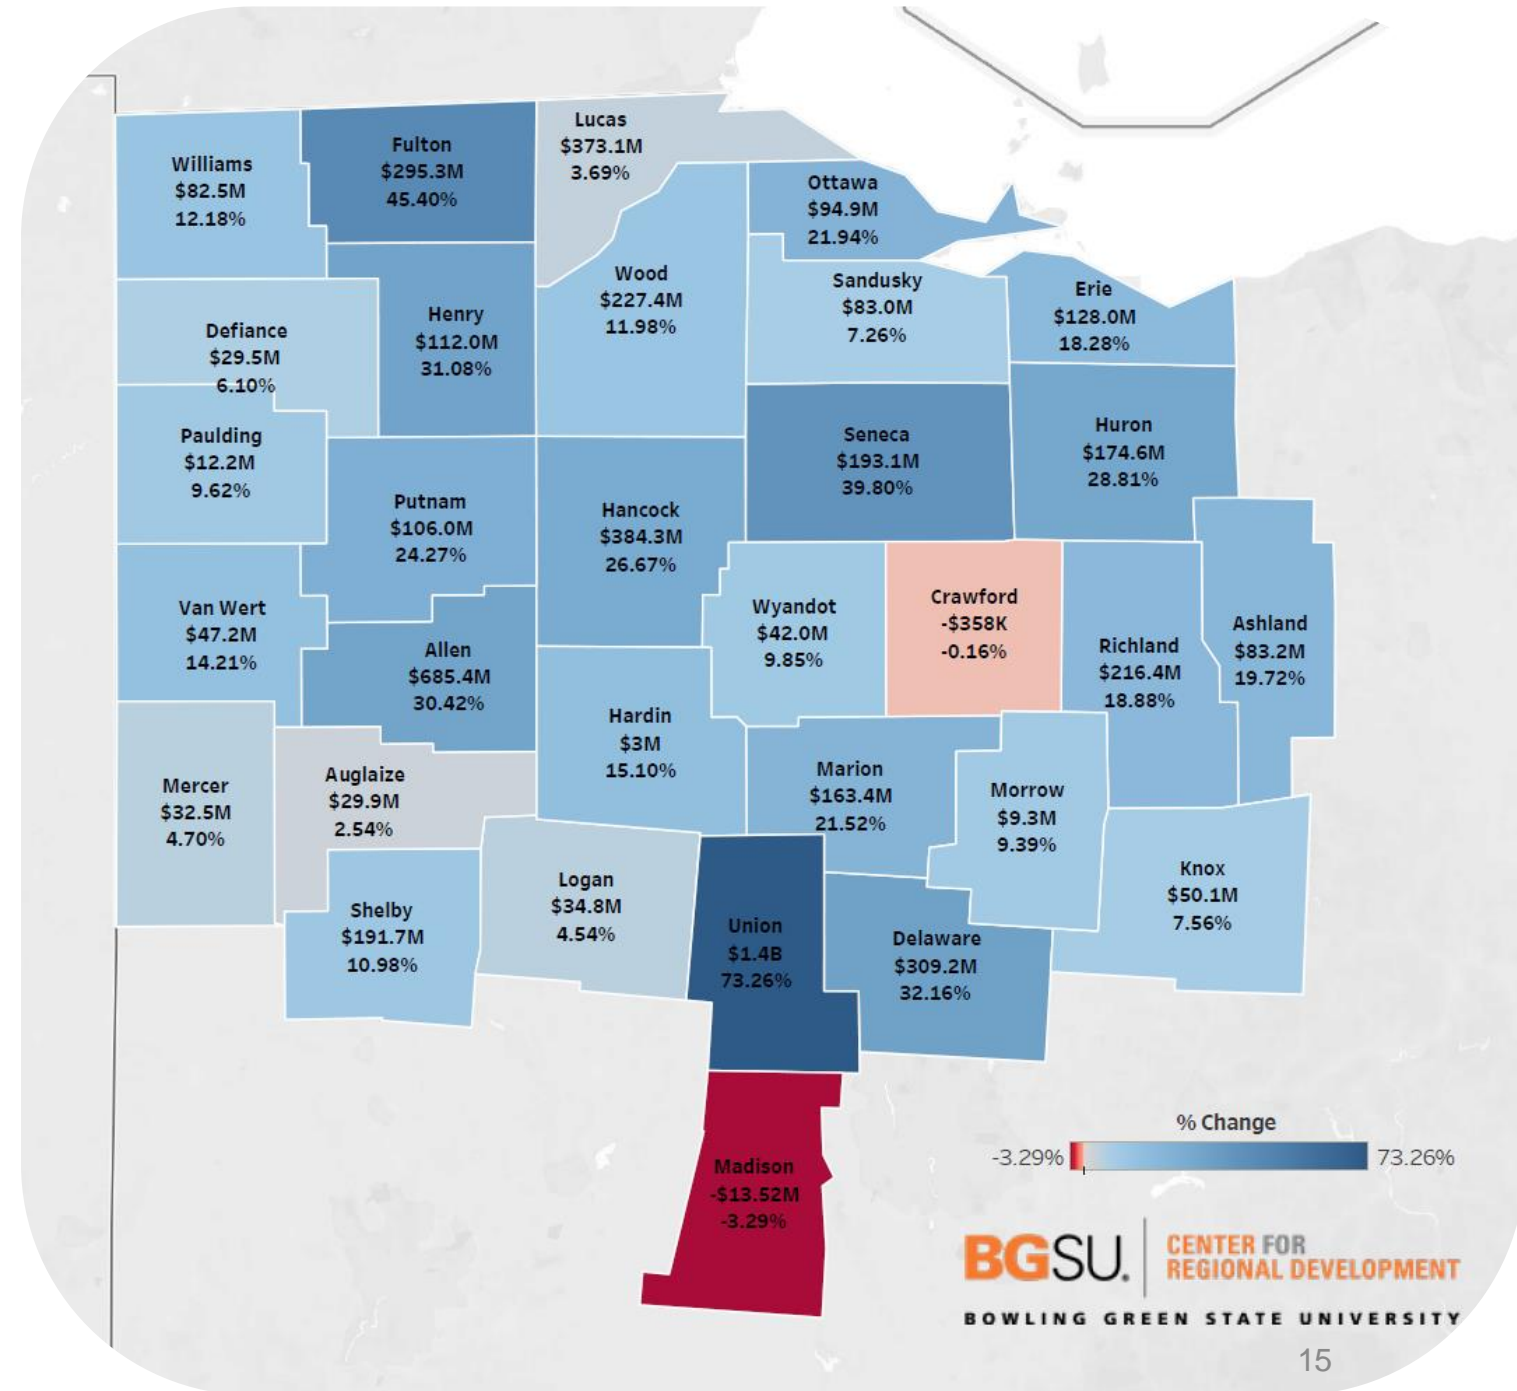 Williams
$82.5M
12.18%
Fulton
$295.3M
45.40%
Lucas
$373.1M
3.69%
Ottawa
$94.9M
21.94%
Wood
$227.4M
11.98%
Sandusky
$83.0M
7.26%
Erie
$128.0M
18.28%
Defiance
$29.5M
6.10%
Henry
$112.0M
31.08%
Paulding
$12.2M
9.62%
Seneca
$193.1M
39.80%
Huron
$174.6M
28.81%
Putnam
$106.0M
24.27%
Hancock
$384.3M
26.67%
Van Wert
$47.2M
14.21%
Allen
$685.4M
30.42%
Wyandot
$42.0M
9.85%
Crawford
-$358K
-0.16%
Richland
$216.4M
18.88%
Ashland
$83.2M
19.72%
Hardin
$3M
15.10%
Mercer
$32.5M
4.70%
Auglaize
$29.9M
2.54%
Marion
$163.4M
21.52%
Morrow
$9.3M
9.39%
Knox
$50.1M
7.56%
Shelby
$191.7M
10.98%
Logan
$34.8M
4.54%
Union
$1.4B
73.26%
Delaware
$309.2M
32.16%
Madison
-$13.52M
-3.29%
% Change
-3.29% 73.26%
BGSU. CENTER FOR
REGIONAL DEVELOPMENT
BOWLING GREEN STATE UNIVERSITY
15